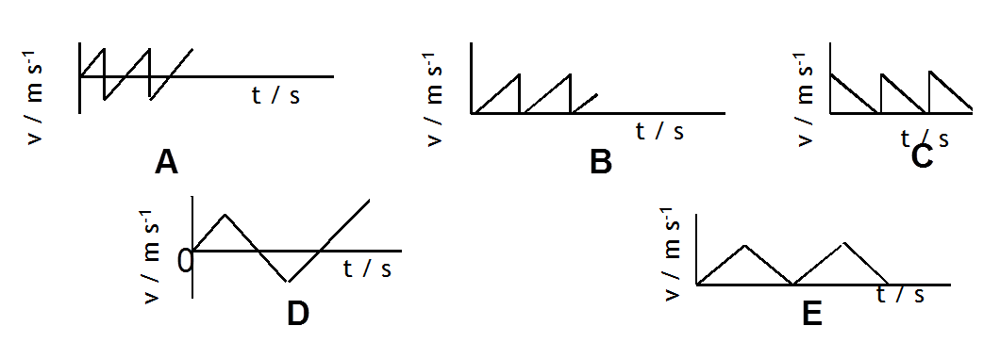 v / m s-1
t / s
A
v / m s-1
t / s
B
v / m s-1
t / s
C
v / m s-1
0
t / s
D
v / m s-1
t / s
E